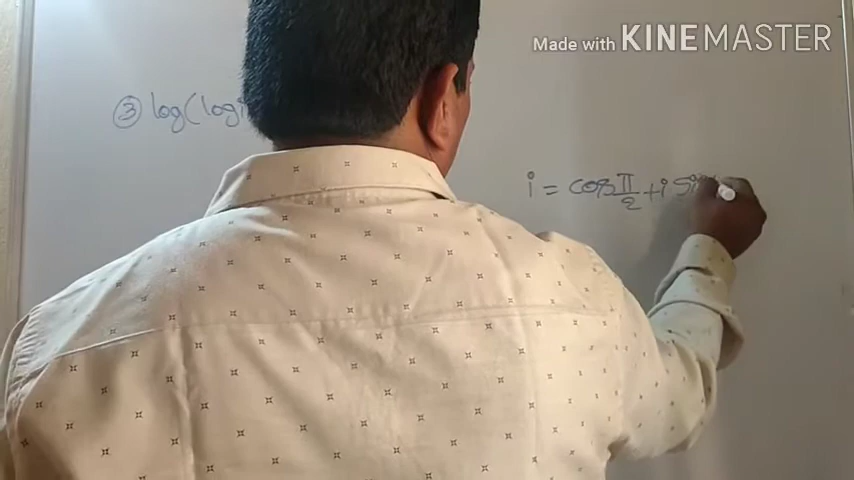 Made with KINEMASTER
③ log(log i
i = cos π/2 + i Si